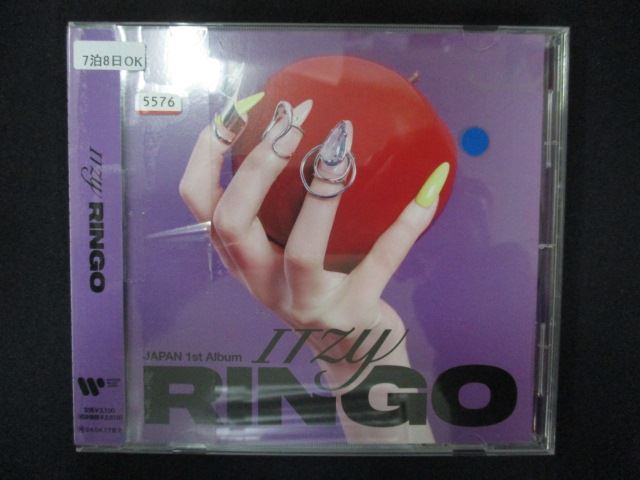 7泊8日OK
5576
ITZY RINGO
JAPAN 1st Album
ITZY
RINGO